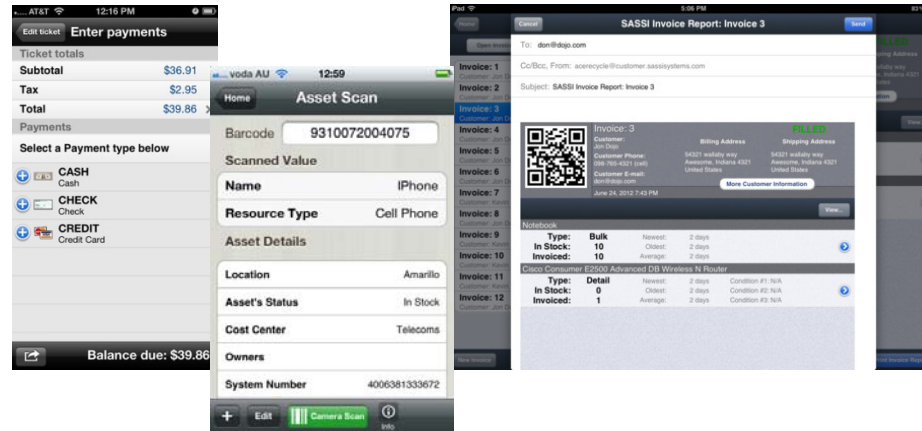 AT&T 12:16 PM
Edit ticket Enter payments
Ticket totals
Subtotal $36.91
Tax $2.95
Total $39.86
Payments
Select a Payment type below
CASH
Cash
CHECK
Check
CREDIT
Credit Card
Balance due: $39.86
voda AU 12:59
Home Asset Scan
Barcode 9310072004075
Scanned Value
Name IPhone
Resource Type Cell Phone
Asset Details
Location Amarillo
Asset's Status In Stock
Cost Center Telecoms
Owners
System Number 4006381333672
Edit Camera Scan Info
iPad 5:06 PM
Home
Open
Invoice: 1
Invoice: 2
Invoice: 3
Invoice: 4
Invoice: 5
Invoice: 6
Invoice: 7
Invoice: 8
Invoice: 9
Invoice: 10
Invoice: 11
Invoice: 12
New Invoice
Cancel SASSI Invoice Report: Invoice 3 Send
To: don@dojo.com
Cc/Bcc, From: acerecycle@customer.sassisystems.com
Subject: SASSI Invoice Report: Invoice 3
Invoice: 3 FILLED
Customer:
Jon Dojo
Customer Phone:
098-765-4321 (cell)
Customer E-mail:
don@dojo.com
June 24, 2012 7:43 PM
Billing Address
54321 wallaby way
Awesome, Indiana 4321
United States
Shipping Address
54321 wallaby way
Awesome, Indiana 4321
United States
More Customer Information
View...
Notebook
Type: Bulk Newest: 2 days
In Stock: 10 Oldest: 2 days
Invoiced: 10 Average: 2 days
Cisco Consumer E2500 Advanced DB Wireless N Router
Type: Detail Newest: 2 days Condition #1: N/A
In Stock: 0 Oldest: 2 days Condition #2: N/A
Invoiced: 1 Average: 2 days Condition #3: N/A